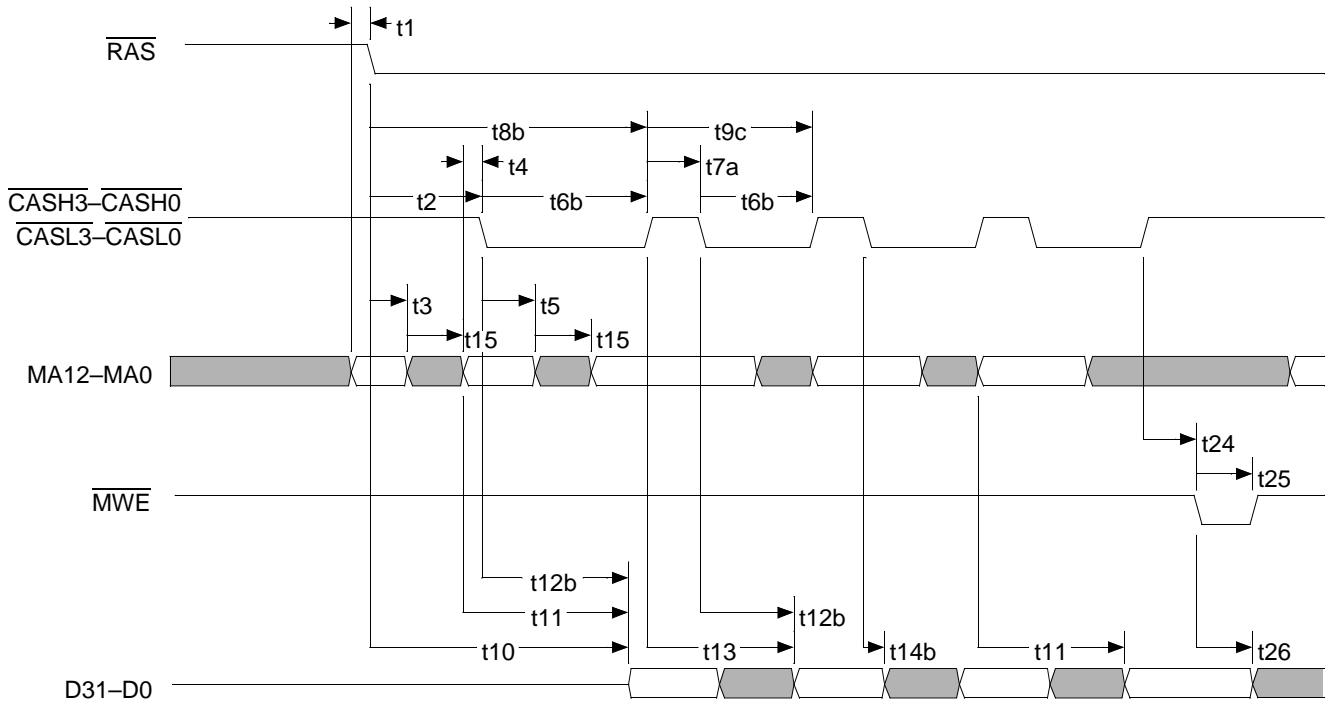 t1
RAS
t8b
t9c
t4
t7a
CASH3–CASH0
t2
t6b
t6b
CASL3–CASL0
t3
t5
t15
t15
MA12–MA0
t24
t25
MWE
t12b
t11
t12b
t10
t13
t14b
t11
t26
D31–D0